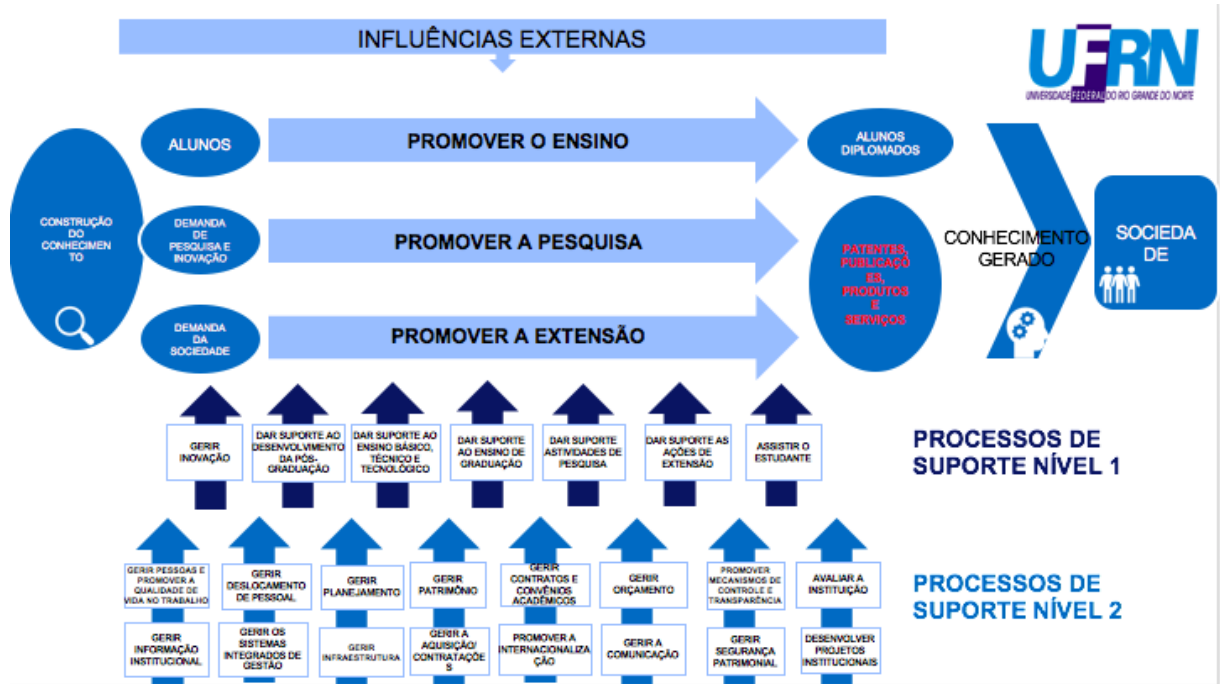 INFLUÊNCIAS EXTERNAS
UFRN
UNIVERSIDADE FEDERAL DO RIO GRANDE DO NORTE
CONSTRUÇÃO
DO
CONHECIMEN
TO
ALUNOS
PROMOVER O ENSINO
ALUNOS
DIPLOMADOS
DEMANDA
DE
PESQUISA E
INOVAÇÃO
PROMOVER A PESQUISA
PATENTES,
PUBLICAÇÕ
ES,
PRODUTOS
E
SERVIÇOS
CONHECIMENTO
GERADO
SOCIEDA
DE
DEMANDA
DA
SOCIEDADE
PROMOVER A EXTENSÃO
GERIR
INOVAÇÃO
DAR SUPORTE AO
DESENVOLVIMENTO
DA PÓS-
GRADUAÇÃO
DAR SUPORTE AO
ENSINO BÁSICO,
TÉCNICO E
TECNOLÓGICO
DAR SUPORTE
AO ENSINO DE
GRADUAÇÃO
DAR SUPORTE
ASTIVIDADES DE
PESQUISA
DAR SUPORTE AS
AÇÕES DE
EXTENSÃO
ASSISTIR O
ESTUDANTE
PROCESSOS DE
SUPORTE NÍVEL 1
GERIR PESSOAS E
PROMOVER A
QUALIDADE DE
VIDA NO TRABALHO
GERIR
DESLOCAMENTO
DE PESSOAL
GERIR
PLANEJAMENTO
GERIR
PATRIMÔNIO
GERIR
CONTRATOS E
CONVÊNIOS
ACADÊMICOS
GERIR
ORÇAMENTO
PROMOVER
MECANISMOS DE
CONTROLE E
TRANSPARÊNCIA
AVALIAR A
INSTITUIÇÃO
PROCESSOS DE
SUPORTE NÍVEL 2
GERIR
INFORMAÇÃO
INSTITUCIONAL
GERIR OS
SISTEMAS
INTEGRADOS DE
GESTÃO
GERIR
INFRAESTRUTURA
GERIR A
AQUISIÇÃO/
CONTRATAÇÕE
S
PROMOVER A
INTERNACIONALIZA
ÇÃO
GERIR A
COMUNICAÇÃO
GERIR
SEGURANÇA
PATRIMONIAL
DESENVOLVER
PROJETOS
INSTITUCIONAIS